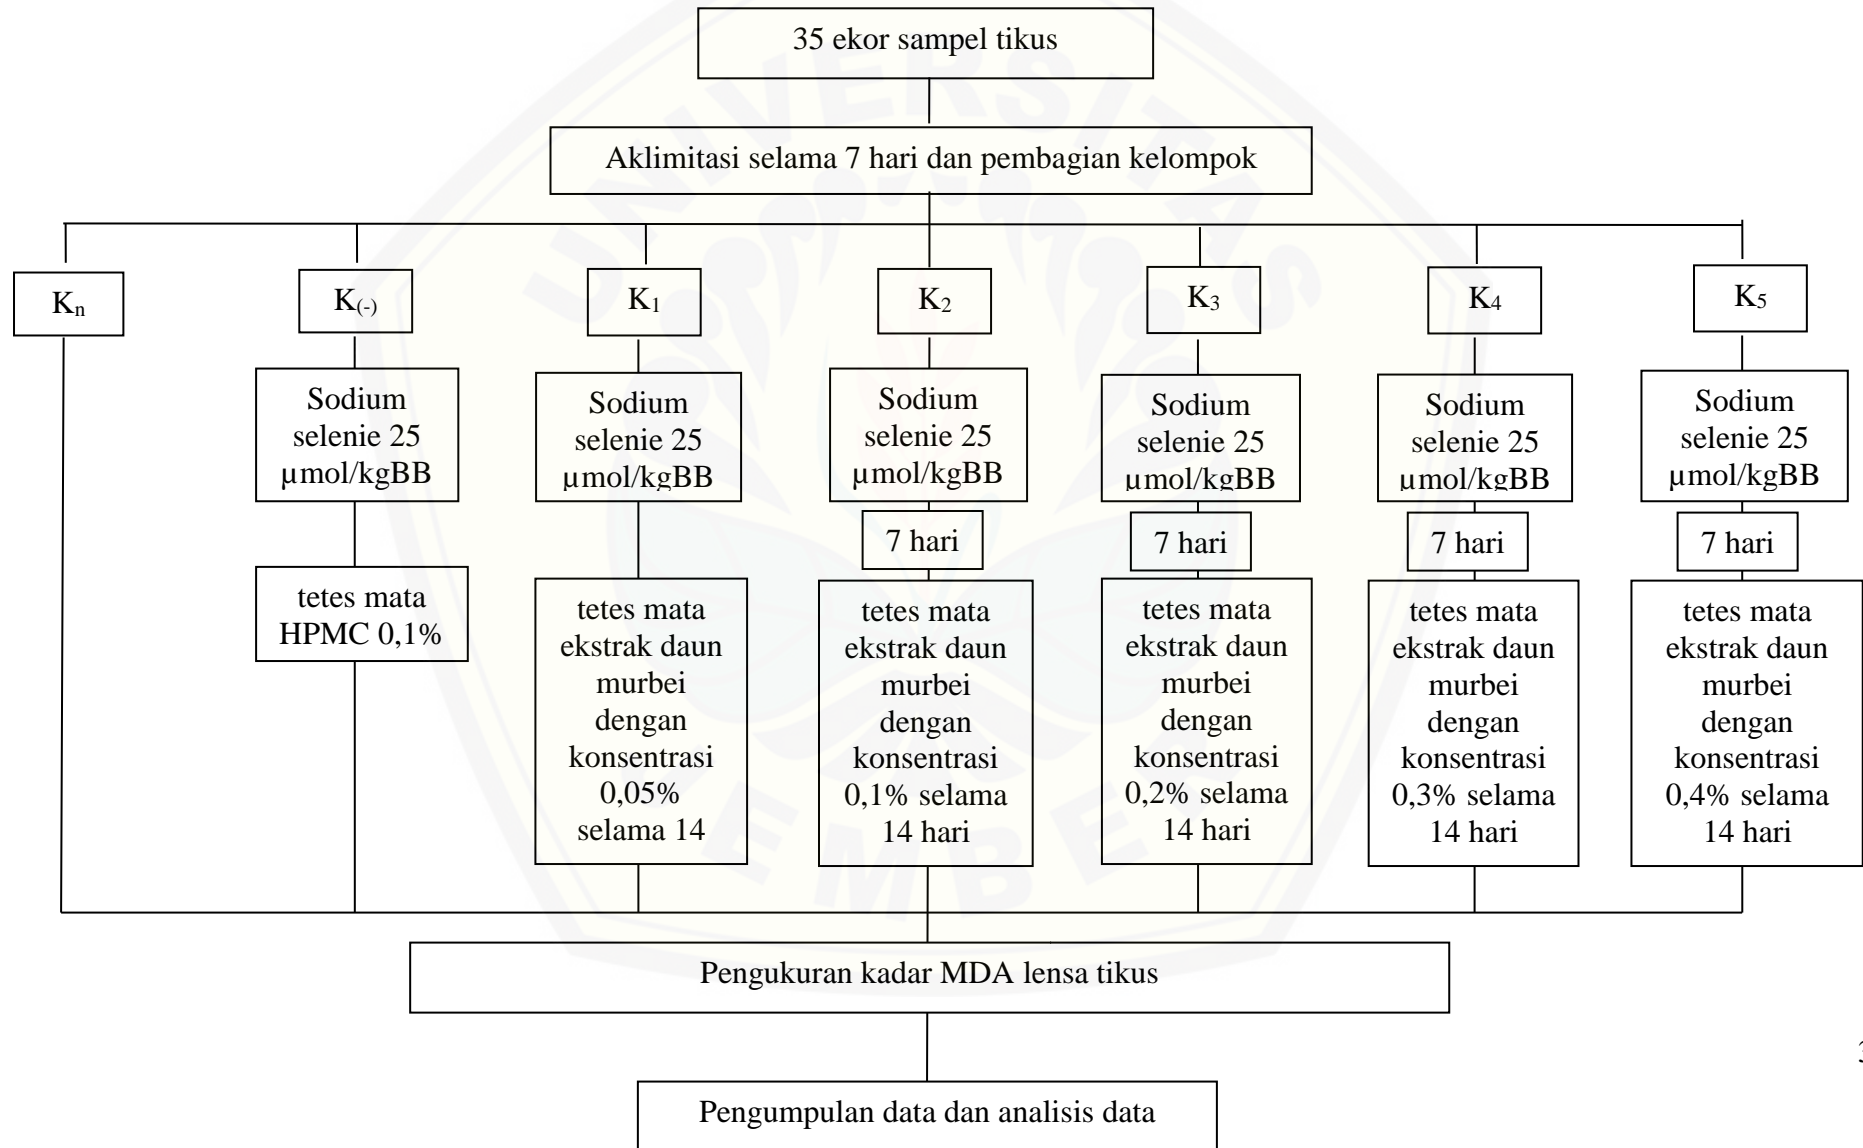 35 ekor sampel tikus
Aklimitasi selama 7 hari dan pembagian kelompok
Kn
K(-)
K1
K2
K3
K4
K5
Sodium
selenie 25
µmol/kgBB
Sodium
selenie 25
µmol/kgBB
Sodium
selenie 25
µmol/kgBB
Sodium
selenie 25
µmol/kgBB
Sodium
selenie 25
µmol/kgBB
Sodium
selenie 25
µmol/kgBB
7 hari
7 hari
7 hari
7 hari
tetes mata
HPMC 0,1%
tetes mata
ekstrak daun
murbei
dengan
konsentrasi
0,05%
selama 14
tetes mata
ekstrak daun
murbei
dengan
konsentrasi
0,1% selama
14 hari
tetes mata
ekstrak daun
murbei
dengan
konsentrasi
0,2% selama
14 hari
tetes mata
ekstrak daun
murbei
dengan
konsentrasi
0,3% selama
14 hari
tetes mata
ekstrak daun
murbei
dengan
konsentrasi
0,4% selama
14 hari
Pengukuran kadar MDA lensa tikus
Pengumpulan data dan analisis data
UNIVERSITAS
JEMBER